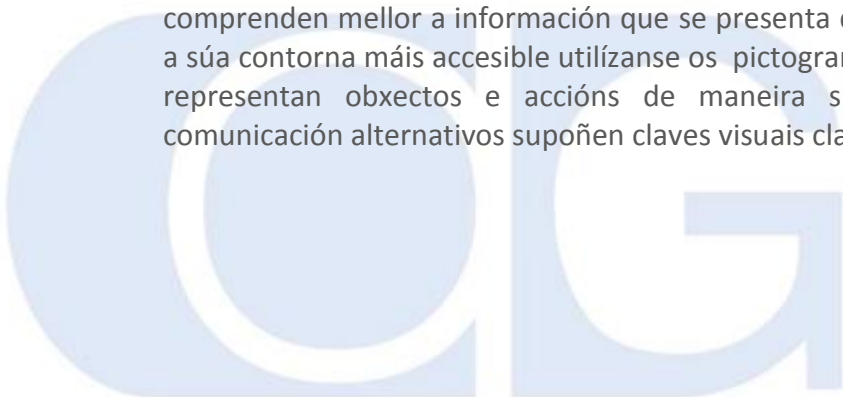 comprenden mellor a información que se presenta
a súa contorna máis accesible utilízanse os
representan obxectos e accións de maneira
comunicación alternativos supoñen claves visuais